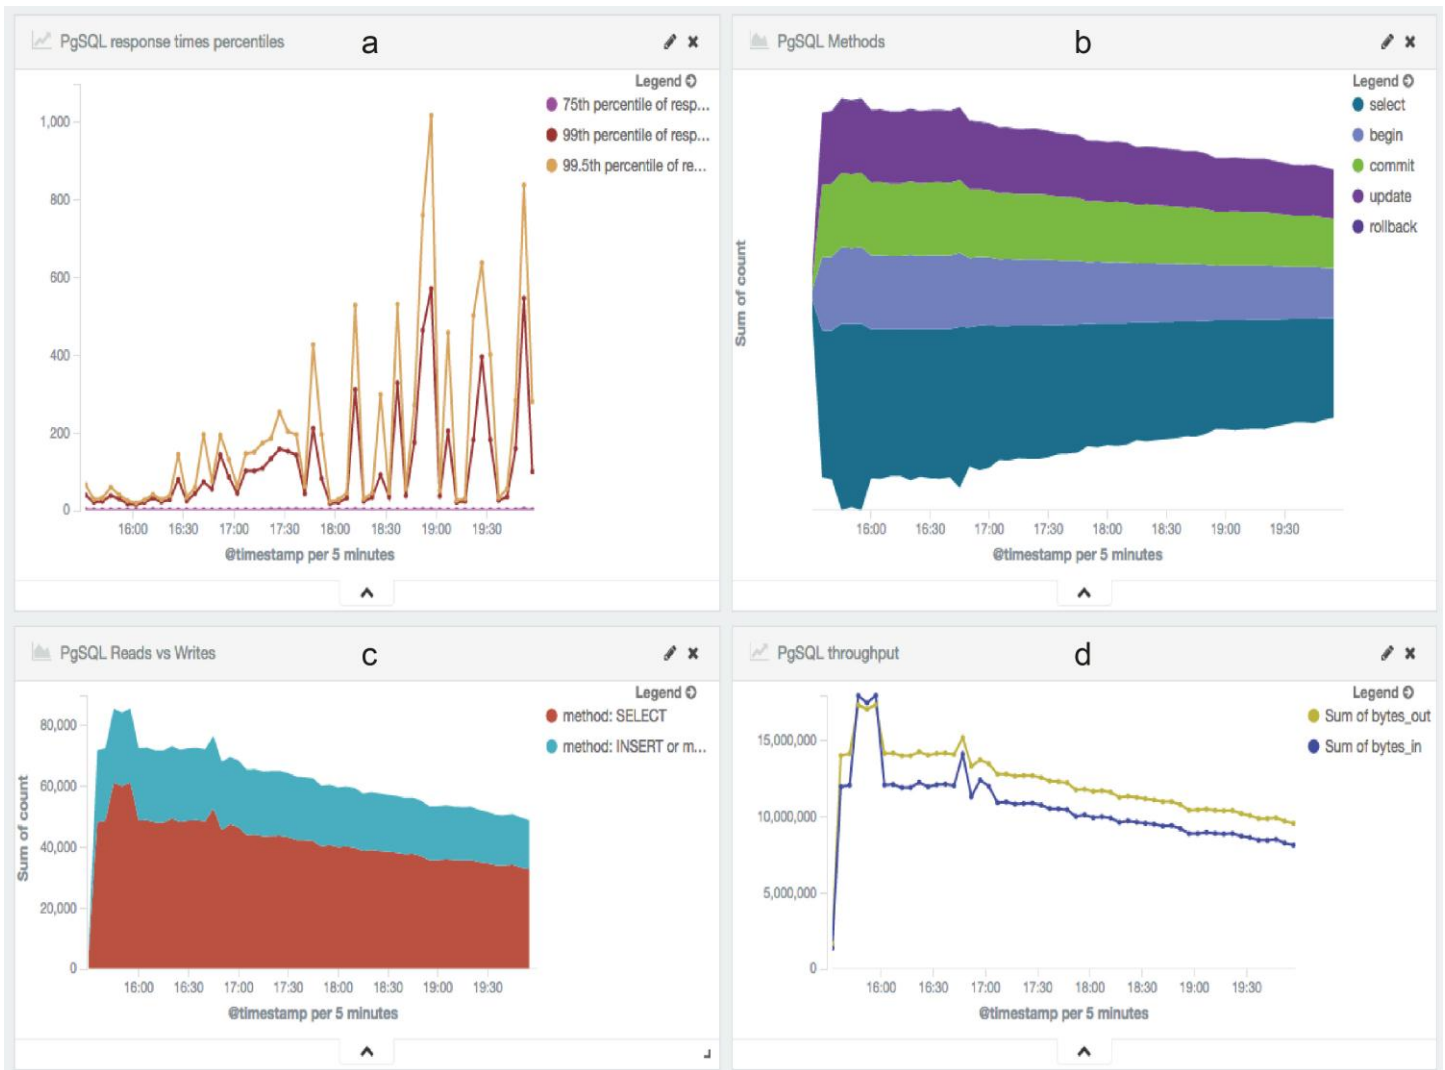 PgSQL response times percentiles
a
Legend
75th percentile of resp...
99th percentile of resp...
99.5th percentile of re...
1,000
800
600
400
200
0
16:00 16:30 17:00 17:30 18:00 18:30 19:00 19:30
@timestamp per 5 minutes
PgSQL Methods
b
Legend
select
begin
commit
update
rollback
Sum of count
16:00 16:30 17:00 17:30 18:00 18:30 19:00 19:30
@timestamp per 5 minutes
PgSQL Reads vs Writes
c
Legend
method: SELECT
method: INSERT or m...
Sum of count
80,000
60,000
40,000
20,000
0
16:00 16:30 17:00 17:30 18:00 18:30 19:00 19:30
@timestamp per 5 minutes
PgSQL throughput
d
Legend
Sum of bytes_out
Sum of bytes_in
15,000,000
10,000,000
5,000,000
0
16:00 16:30 17:00 17:30 18:00 18:30 19:00 19:30
@timestamp per 5 minutes